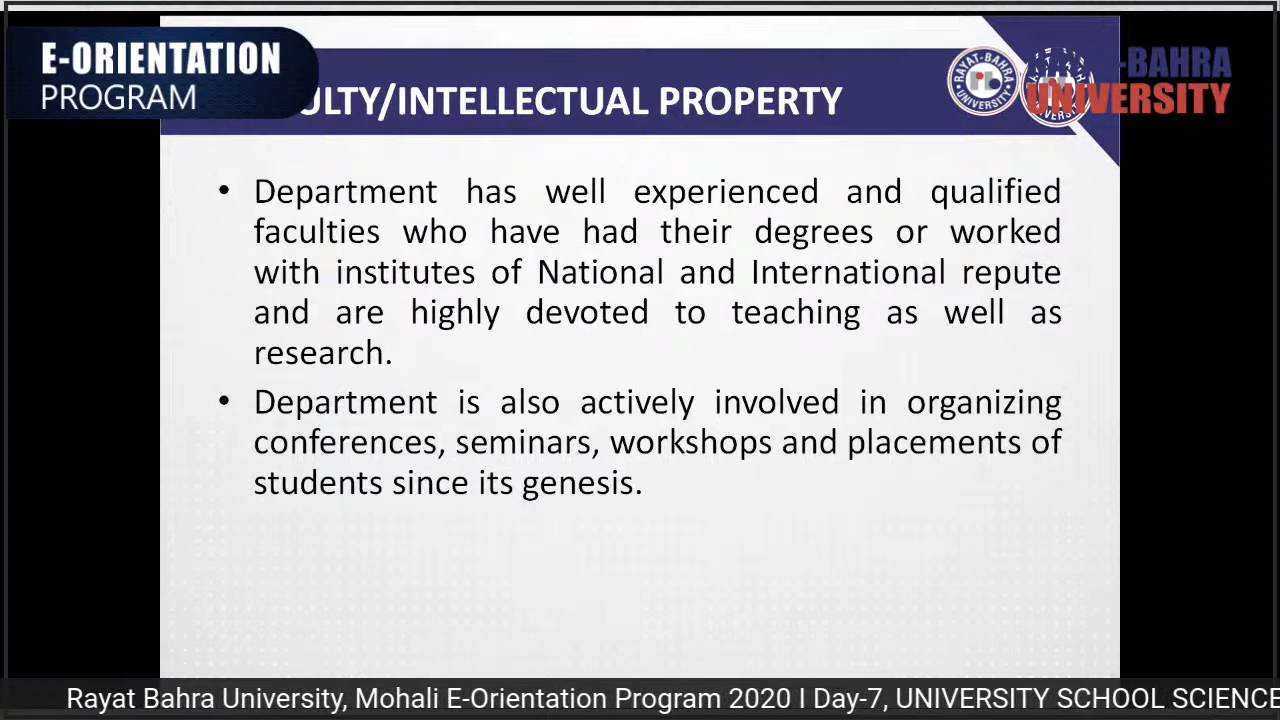 E-ORIENTATION
PROGRAM
ULTY/INTELLECTUAL PROPERTY
RAYAT-BAHRA
UNIVERSITY
-BAHRA
UNIVERSITY
• Department has well experienced and qualified
faculties who have had their degrees or worked
with institutes of National and International repute
and are highly devoted to teaching as well as
research.
• Department is also actively involved in organizing
conferences, seminars, workshops and placements of
students since its genesis.
Rayat Bahra University, Mohali E-Orientation Program 2020 I Day-7, UNIVERSITY SCHOOL SCIENCE